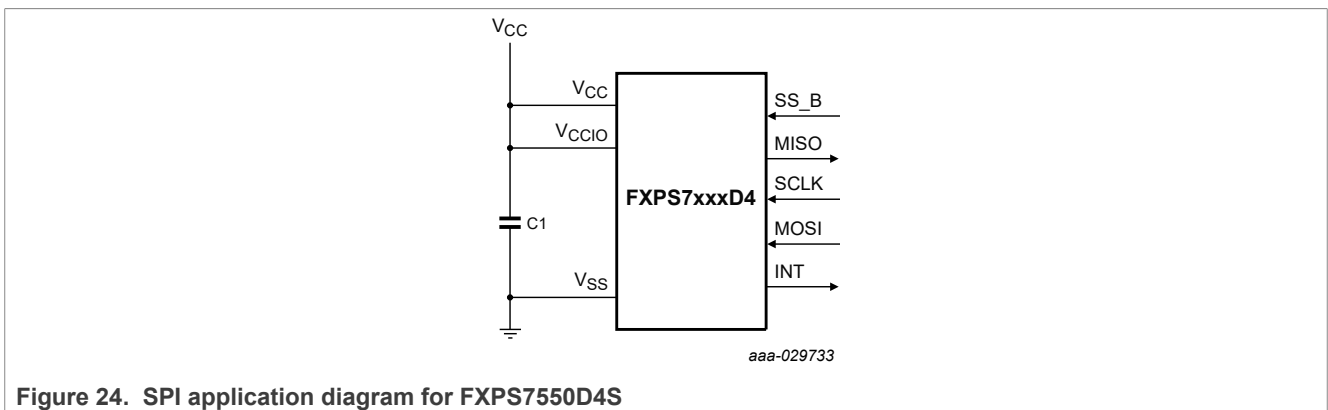 VCC
VCC
SS_B
VCCIO
MISO
SCLK
FXPS7xxxD4
C1
MOSI
INT
VSS
aaa-029733
Figure 24. SPI application diagram for FXPS7550D4S